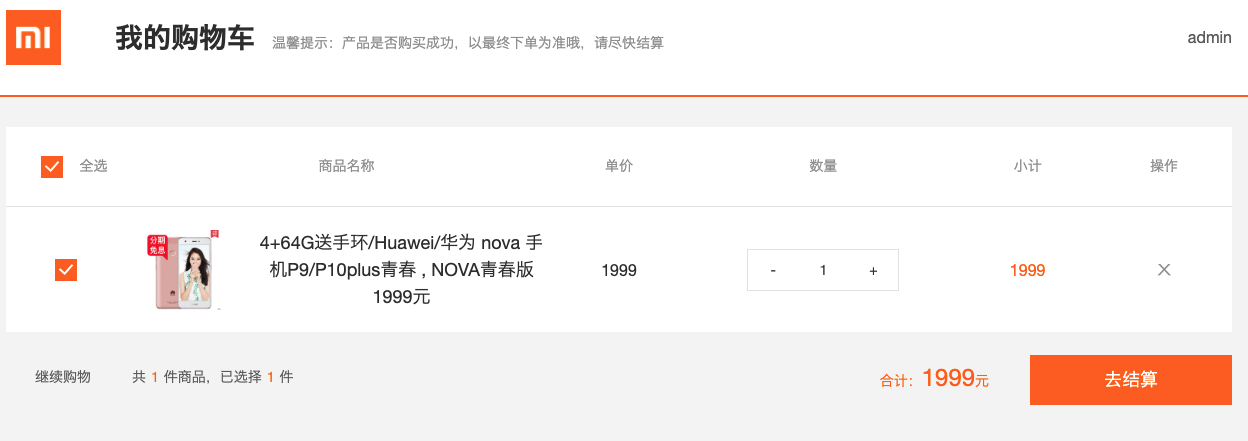 mi
我的购物车 温馨提示：产品是否购买成功，以最终下单为准哦，请尽快结算
admin
全选 商品名称 单价 数量 小计 操作
分期
免息
4+64G送手环/Huawei/华为 nova 手
机P9/P10plus青春 , NOVA青春版
1999元
1999
- 1 +
1999
继续购物 共 1 件商品，已选择 1 件
合计：1999元
去结算